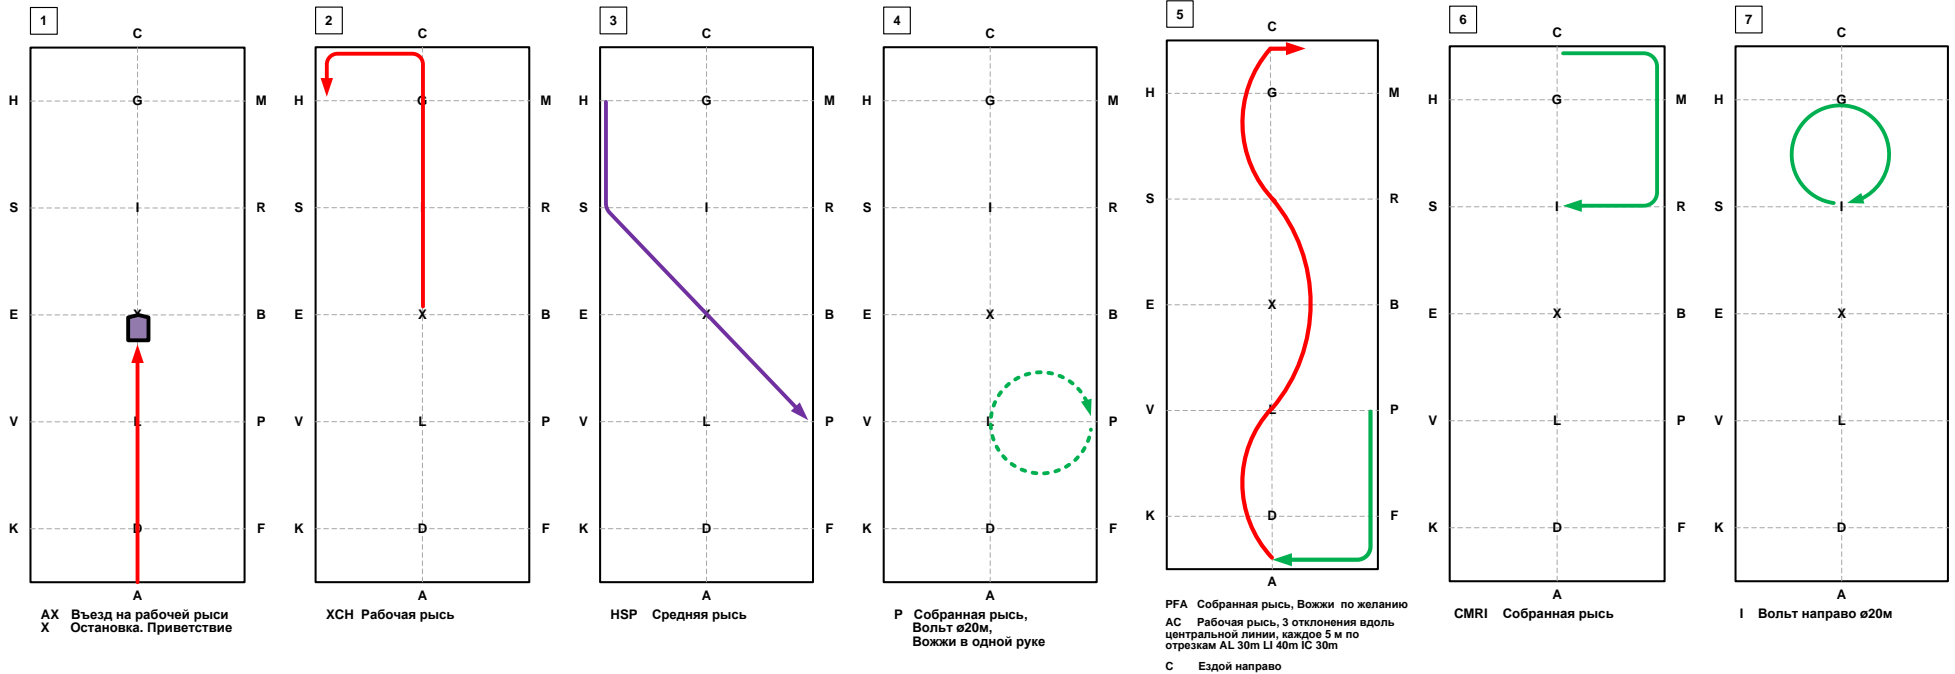 1
C
H G M
S I R
E X B
V L P
K D F
A
AX Въезд на рабочей рыси
X Остановка. Приветствие
2
C
H G M
S R
E X B
V L P
K D F
A
XCH Рабочая рысь
3
C
H G M
S I R
E X B
V L P
K D F
A
HSP Средняя рысь
4
C
H G M
S I R
E X B
V L P
K D F
A
P Собранная рысь,
Вольт ø20м,
Вожжи в одной руке
5
C
H G M
S R
E X B
V L P
K D F
A
PFA Собранная рысь, Вожжи по желанию
AC Рабочая рысь, 3 отклонения вдоль
центральной линии, каждое 5 м по
отрезкам AL 30m LI 40m IC 30m
C Ездой направо
6
C
H G M
S I R
E X B
V L P
K D F
A
CMRI Собранная рысь
7
C
H G M
S I R
E X B
V L P
K D F
A
I Вольт направо ø20м